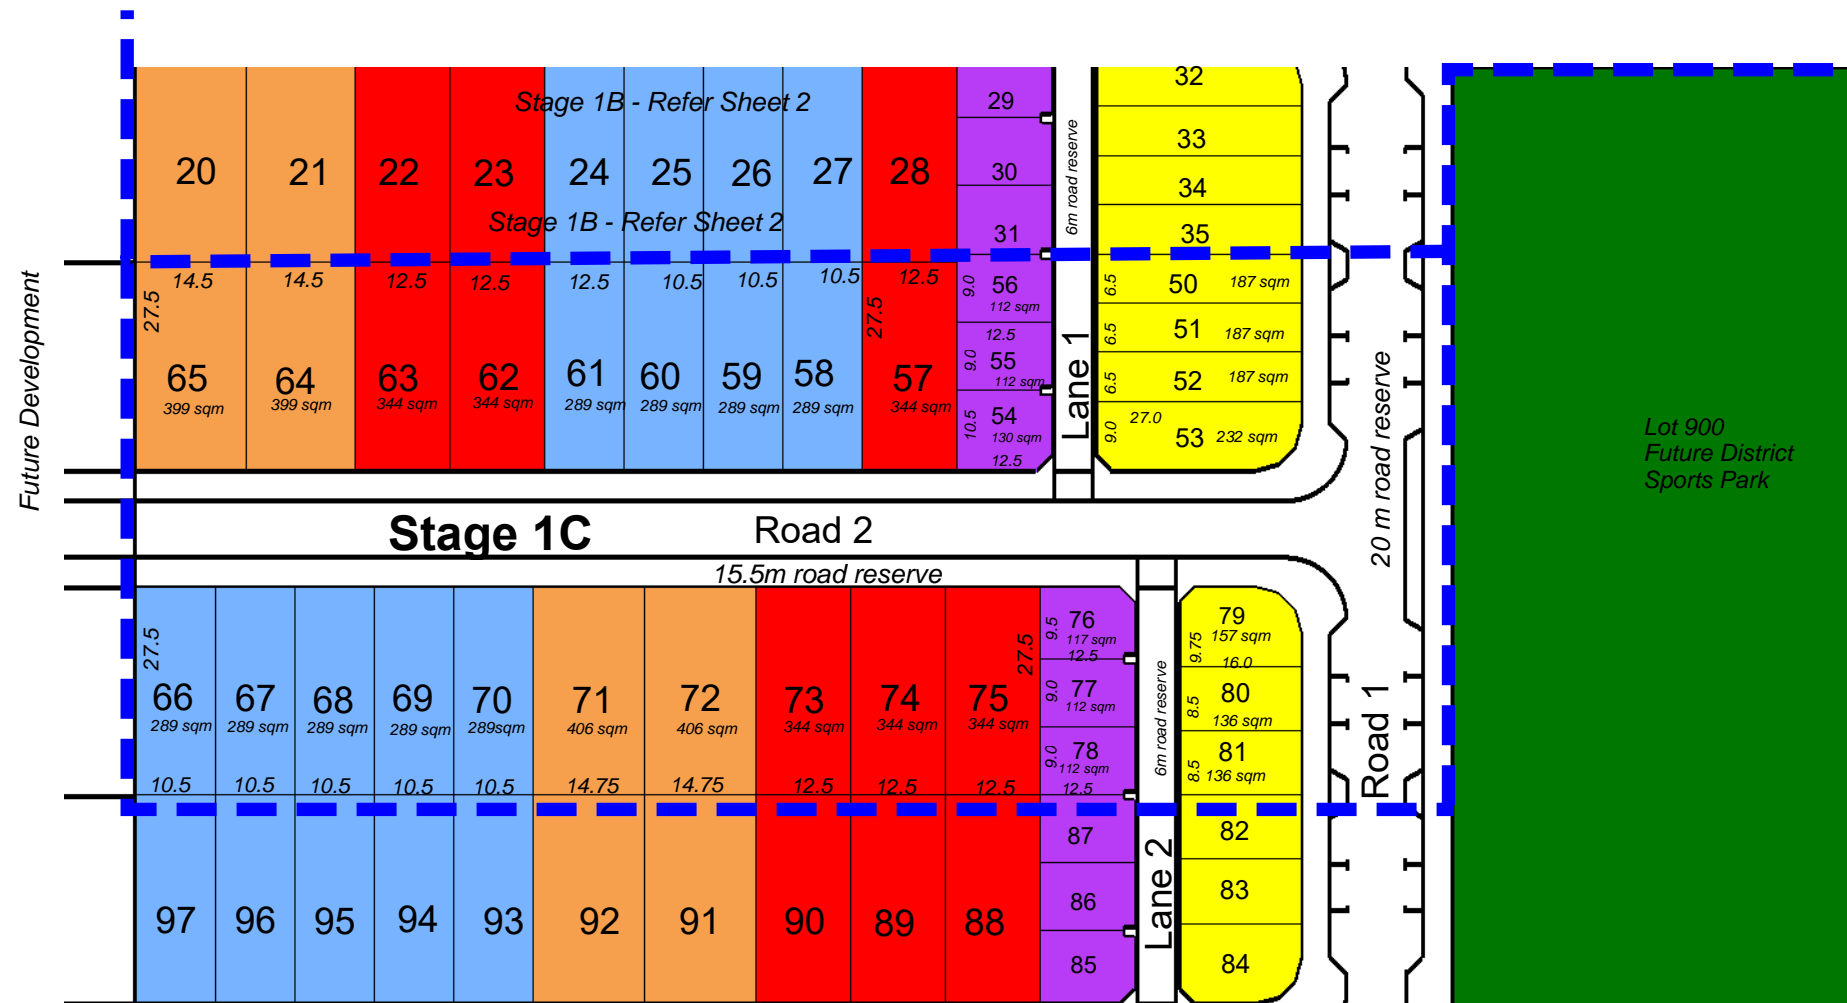 32
Stage 1B - Refer Sheet 2
29
33
6m road reserve
20
21
22
23
24
25
26
27
28
30
34
Stage 1B - Refer Sheet 2
31
35
Future Development
14.5
14.5
12.5
12.5
12.5
10.5
10.5
10.5
12.5
27.5
27.5
9.0
56
112 sqm
6.5
50
187 sqm
12.5
6.5
51
187 sqm
9.0
55
112 sqm
65
399 sqm
64
399 sqm
63
344 sqm
62
344 sqm
61
289 sqm
60
289 sqm
59
289 sqm
58
289 sqm
57
344 sqm
Lane 1
6.5
52
187 sqm
10.5
54
130 sqm
12.5
27.0
9.0
53
232 sqm
20 m road reserve
Lot 900
Future District
Sports Park
Stage 1C
Road 2
15.5m road reserve
27.5
27.5
9.5
76
117 sqm
12.5
9.75
79
157 sqm
16.0
66
289 sqm
67
289 sqm
68
289 sqm
69
289 sqm
70
289sqm
71
406 sqm
72
406 sqm
73
344 sqm
74
344 sqm
75
344 sqm
9.0
77
112 sqm
6m road reserve
8.5
80
136 sqm
9.0
78
112 sqm
8.5
81
136 sqm
Road 1
10.5
10.5
10.5
10.5
10.5
14.75
14.75
12.5
12.5
12.5
12.5
87
82
Lane 2
86
83
97
96
95
94
93
92
91
90
89
88
85
84